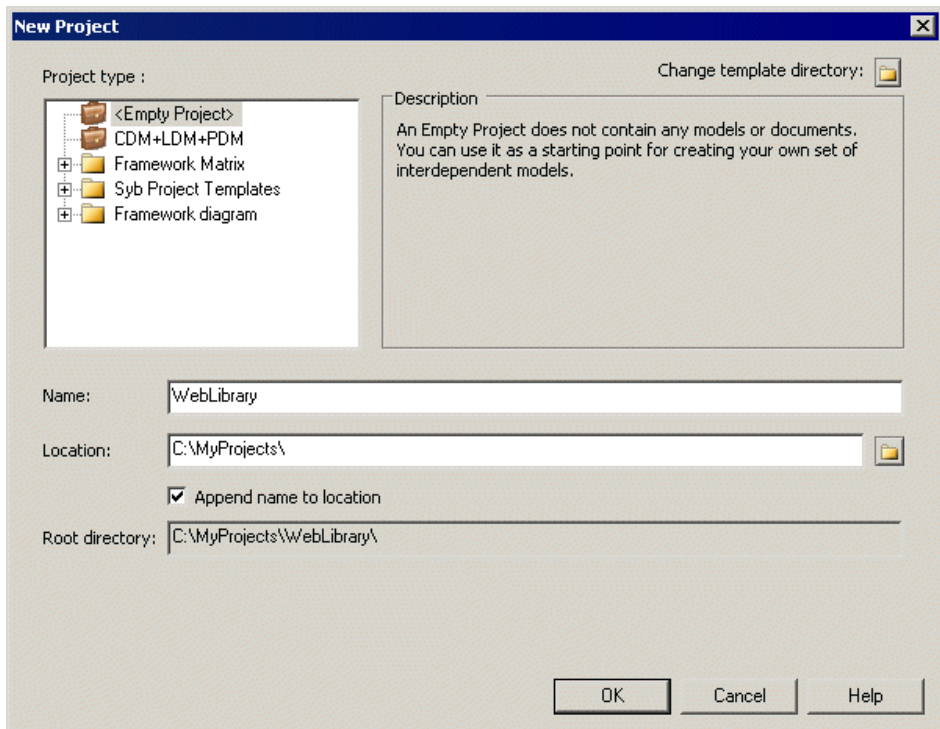 New Project
Project type :
Change template directory:
<Empty Project>
CDM+LDM+PDM
Framework Matrix
Syb Project Templates
Framework diagram
Description
An Empty Project does not contain any models or documents.
You can use it as a starting point for creating your own set of
interdependent models.
Name:
WebLibrary
Location:
C:\MyProjects\
Append name to location
Root directory:
C:\MyProjects\WebLibrary\
OK
Cancel
Help